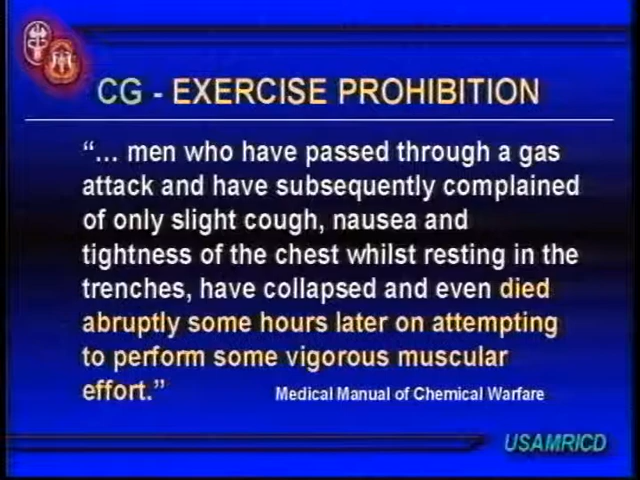 CG - EXERCISE PROHIBITION
“... men who have passed through a gas
attack and have subsequently complained
of only slight cough, nausea and
tightness of the chest whilst resting in the
trenches, have collapsed and even died
abruptly some hours later on attempting
to perform some vigorous muscular
effort.” Medical Manual of Chemical Warfare
USAMRICD